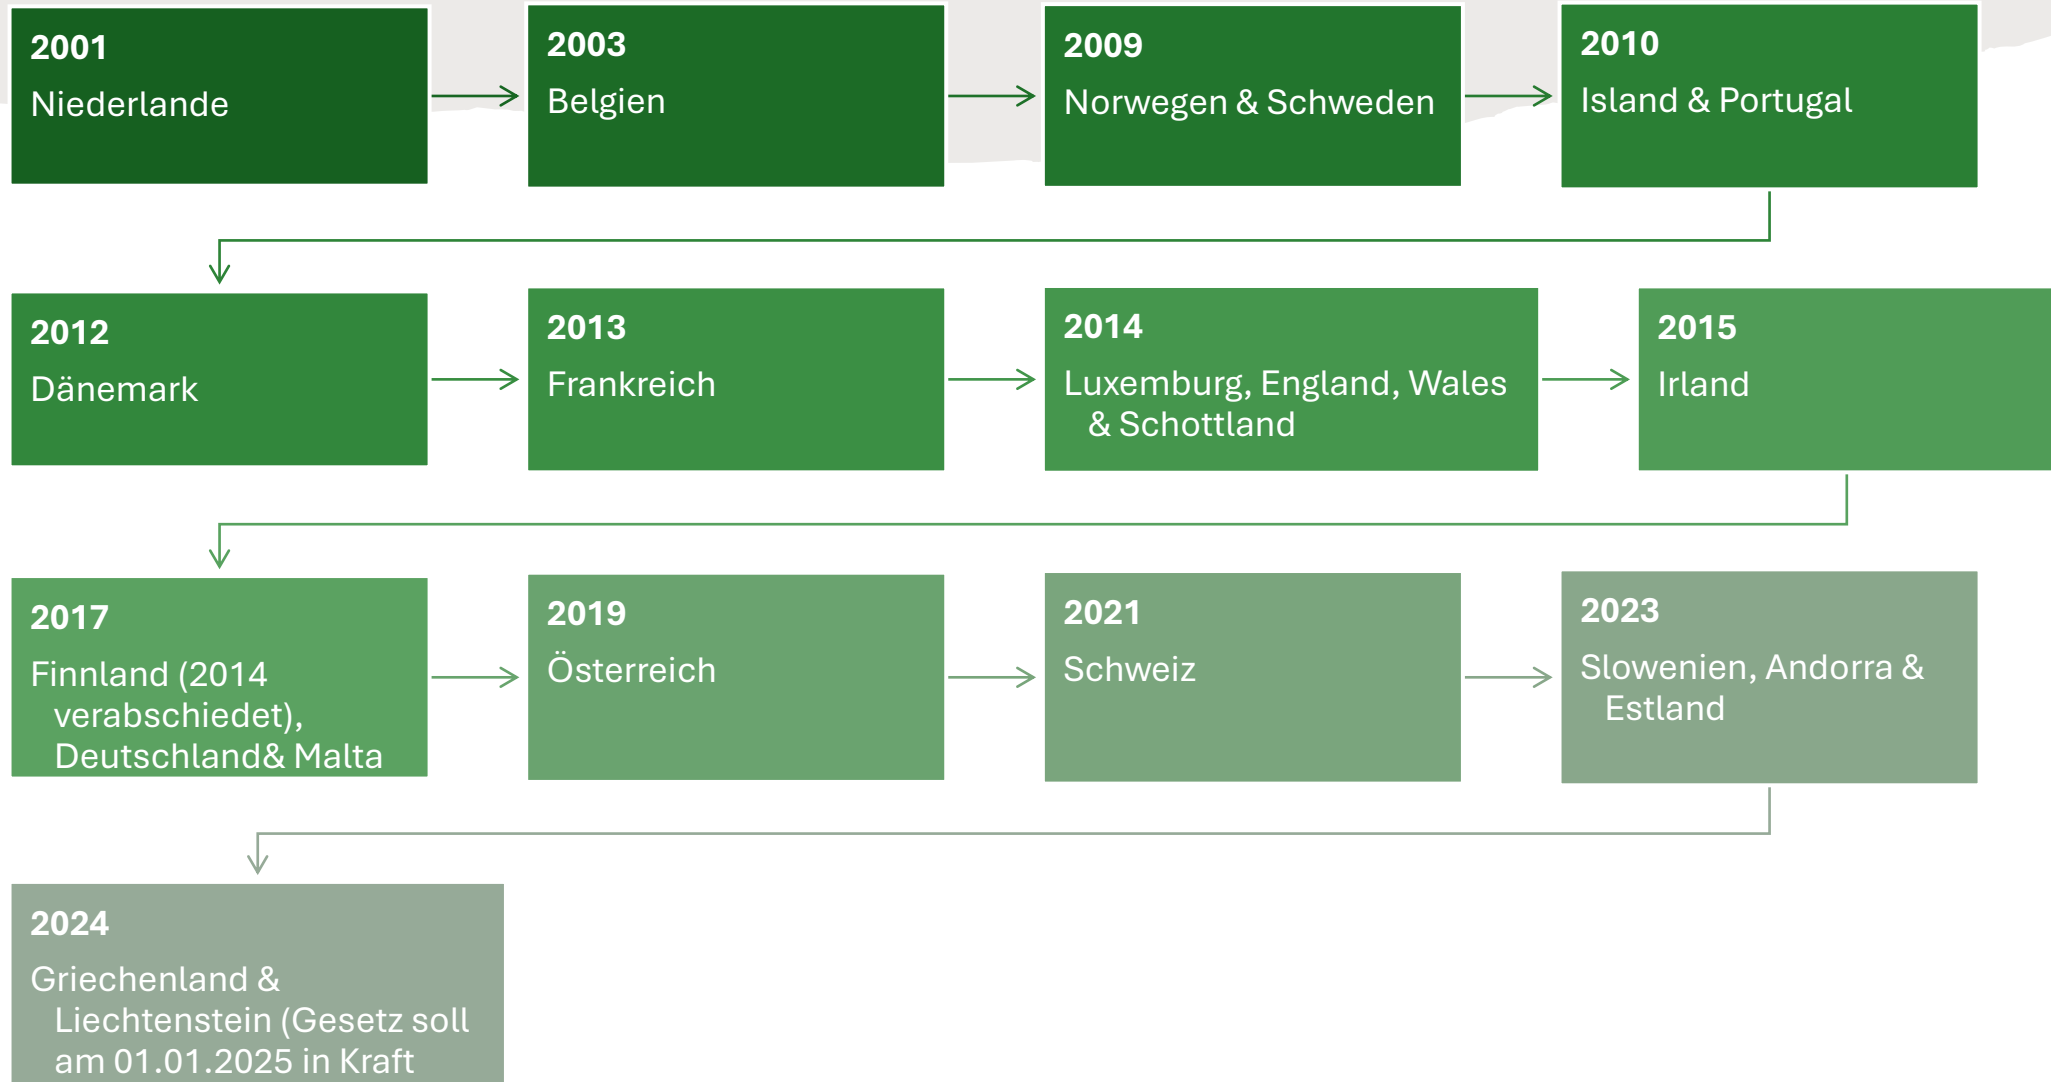 2001
Niederlande
2003
Belgien
2009
Norwegen & Schweden
2010
Island & Portugal
2012
Dänemark
2013
Frankreich
2014
Luxemburg, England, Wales
& Schottland
2015
Irland
2017
Finnland (2014
verabschiedet),
Deutschland& Malta
2019
Österreich
2021
Schweiz
2023
Slowenien, Andorra &
Estland
2024
Griechenland &
Liechtenstein (Gesetz soll
am 01.01.2025 in Kraft